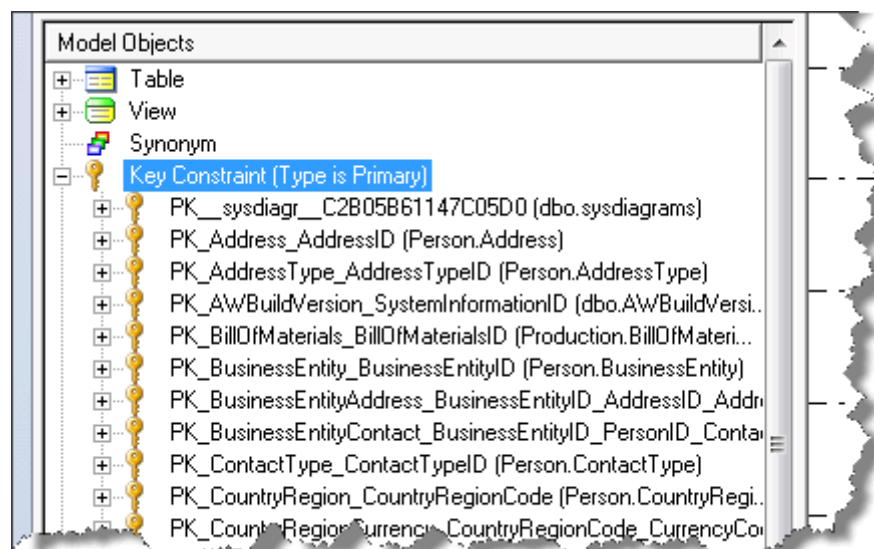 Model Objects
Table
View
Synonym
Key Constraint (Type is Primary)
PK__sysdiagr__C2B05B61147C05D0 (dbo.sysdiagrams)
PK_Address_AddressID (Person.Address)
PK_AddressType_AddressTypeID (Person.AddressType)
PK_AWBuildVersion_SystemInformationID (dbo.AWBuildVersi...
PK_BillOfMaterials_BillOfMaterialsID (Production.BillOfMateri...
PK_BusinessEntity_BusinessEntityID (Person.BusinessEntity)
PK_BusinessEntityAddress_BusinessEntityID_AddressID_Addr
PK_BusinessEntityContact_BusinessEntityID_PersonID_Conta
PK_ContactType_ContactTypeID (Person.ContactType)
PK_CountryRegion_CountryRegionCode (Person.CountryRegi...
PK_CountryRegionCurrency_CountryRegionCode_CurrencyCo